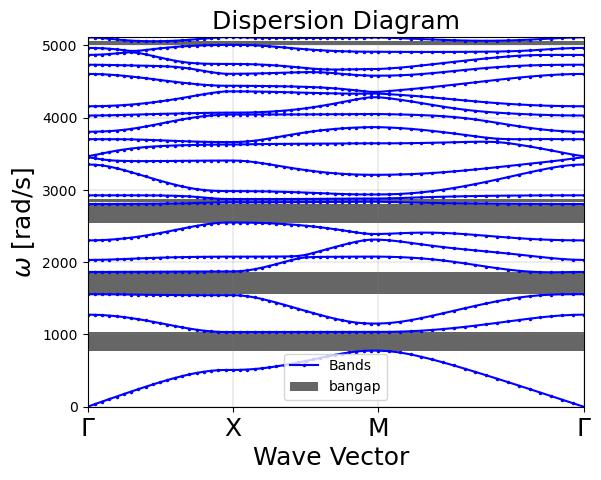 Dispersion Diagram
ω [rad/s]
5000
4000
3000
2000
1000
0
Bands
bangap
Γ X M Γ
Wave Vector